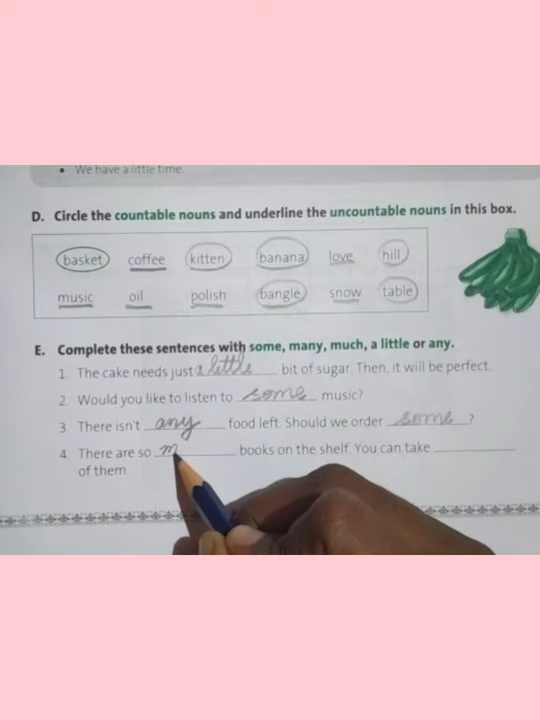 • We have a little time.
D. Circle the countable nouns and underline the uncountable nouns in this box.
basket coffee kitten banana love hill
music oil polish bangle snow table
E. Complete these sentences with some, many, much, a little or any.
1. The cake needs just a little bit of sugar. Then, it will be perfect.
2. Would you like to listen to some music?
3. There isn't any food left. Should we order some ?
4. There are so m books on the shelf. You can take
of them